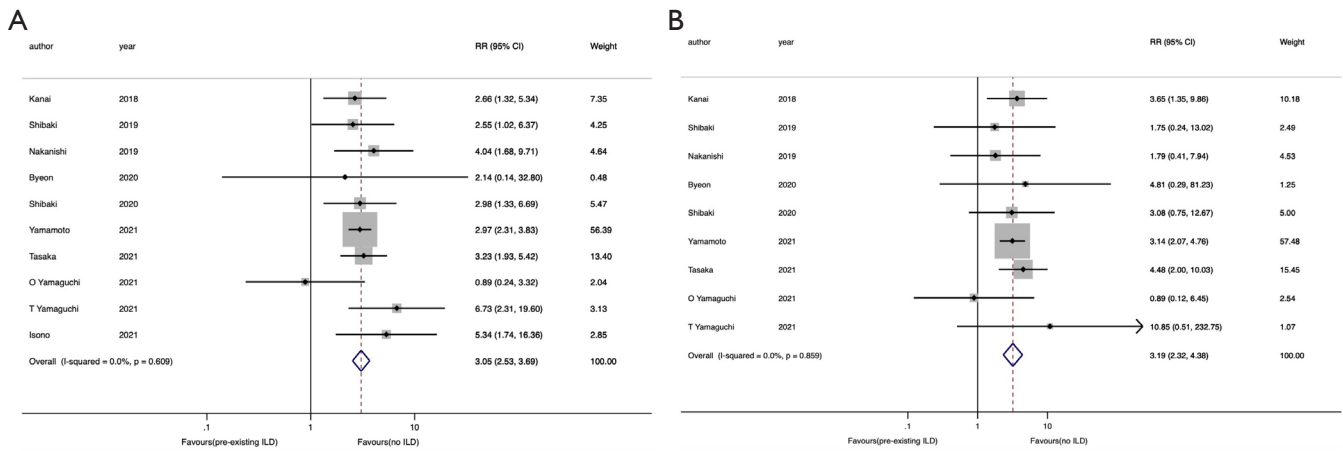 A
author year RR (95% CI) Weight
Kanai 2018 2.66 (1.32, 5.34) 7.35
Shibaki 2019 2.55 (1.02, 6.37) 4.25
Nakanishi 2019 4.04 (1.68, 9.71) 4.64
Byeon 2020 2.14 (0.14, 32.80) 0.48
Shibaki 2020 2.98 (1.33, 6.69) 5.47
Yamamoto 2021 2.97 (2.31, 3.83) 56.39
Tasaka 2021 3.23 (1.93, 5.42) 13.40
O Yamaguchi 2021 0.89 (0.24, 3.32) 2.04
T Yamaguchi 2021 6.73 (2.31, 19.60) 3.13
Isono 2021 5.34 (1.74, 16.36) 2.85
Overall (I-squared = 0.0%, p = 0.609) 3.05 (2.53, 3.69) 100.00
.1 1 10
Favours(pre-existing ILD) Favours(no ILD)
B
author year RR (95% CI) Weight
Kanai 2018 3.65 (1.35, 9.86) 10.18
Shibaki 2019 1.75 (0.24, 13.02) 2.49
Nakanishi 2019 1.79 (0.41, 7.94) 4.53
Byeon 2020 4.81 (0.29, 81.23) 1.25
Shibaki 2020 3.08 (0.75, 12.67) 5.00
Yamamoto 2021 3.14 (2.07, 4.76) 57.48
Tasaka 2021 4.48 (2.00, 10.03) 15.45
O Yamaguchi 2021 0.89 (0.12, 6.45) 2.54
T Yamaguchi 2021 10.85 (0.51, 232.75) 1.07
Overall (I-squared = 0.0%, p = 0.859) 3.19 (2.32, 4.38) 100.00
.1 1 10
Favours(pre-existing ILD) Favours(no ILD)